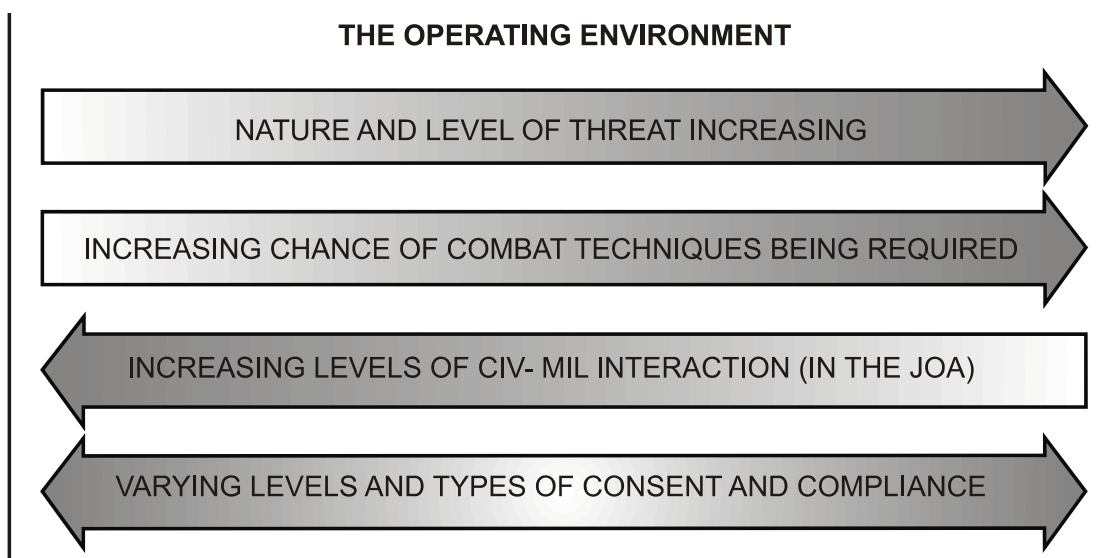 THE OPERATING ENVIRONMENT
NATURE AND LEVEL OF THREAT INCREASING
INCREASING CHANCE OF COMBAT TECHNIQUES BEING REQUIRED
INCREASING LEVELS OF CIV- MIL INTERACTION (IN THE JOA)
VARYING LEVELS AND TYPES OF CONSENT AND COMPLIANCE